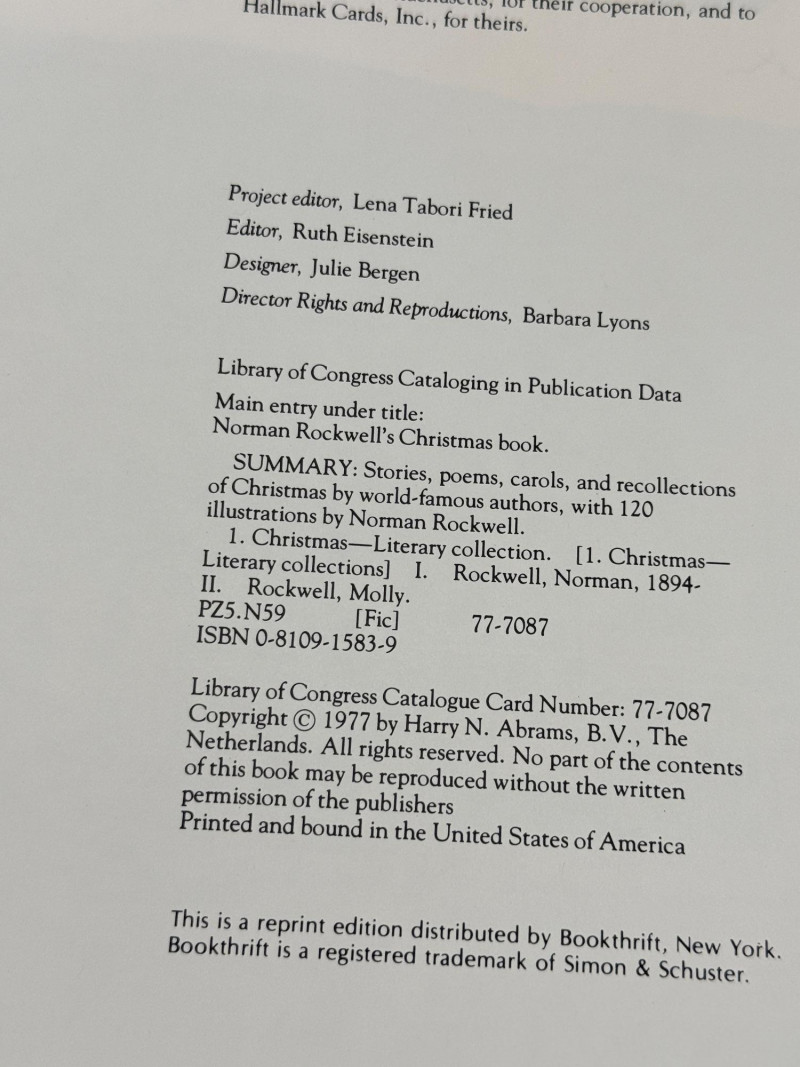 for their cooperation, and to
Hallmark Cards, Inc., for theirs.
Project editor, Lena Tabori Fried
Editor, Ruth Eisenstein
Designer, Julie Bergen
Director Rights and Reproductions, Barbara Lyons
Library of Congress Cataloging in Publication Data
Main entry under title:
Norman Rockwell's Christmas book.
SUMMARY: Stories, poems, carols, and recollections
of Christmas by world-famous authors, with 120
illustrations by Norman Rockwell.
1. Christmas—Literary collection. [1. Christmas—
Literary collections] I. Rockwell, Norman, 1894-
II. Rockwell, Molly.
PZ5.N59 [Fic] 77-7087
ISBN 0-8109-1583-9
Library of Congress Catalogue Card Number: 77-7087
Copyright © 1977 by Harry N. Abrams, B.V., The
Netherlands. All rights reserved. No part of the contents
of this book may be reproduced without the written
permission of the publishers
Printed and bound in the United States of America
This is a reprint edition distributed by Bookthrift, New York.
Bookthrift is a registered trademark of Simon & Schuster.